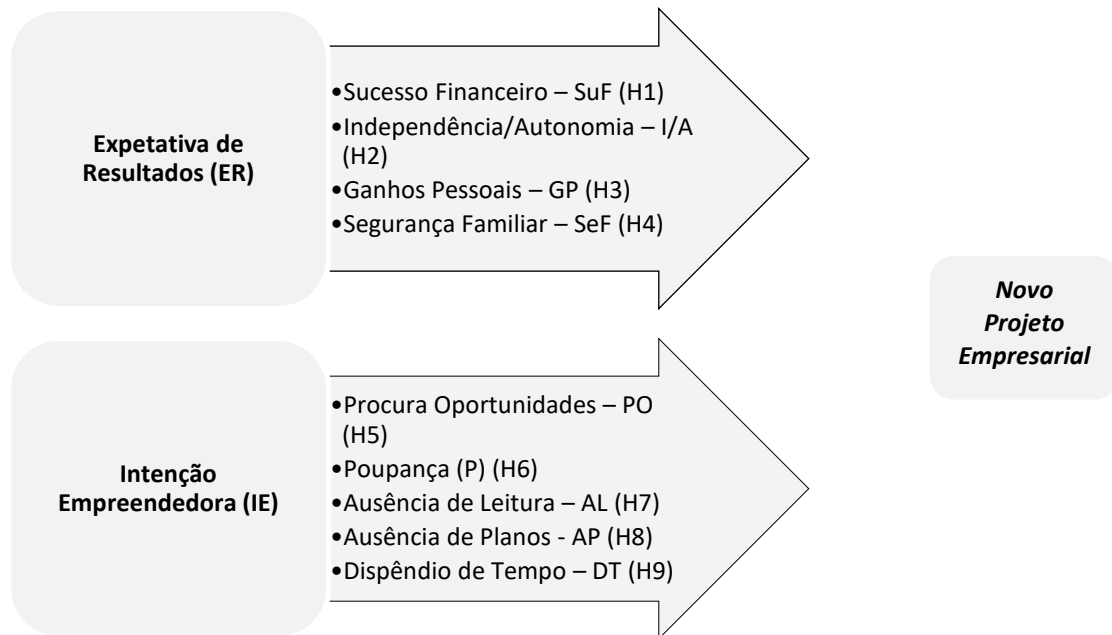 Expetativa de
Resultados (ER)
•Sucesso Financeiro – SuF (H1)
•Independência/Autonomia – I/A
(H2)
•Ganhos Pessoais – GP (H3)
•Segurança Familiar – SeF (H4)
Novo
Projeto
Empresarial
Intenção
Empreendedora (IE)
•Procura Oportunidades – PO
(H5)
•Poupança (P) (H6)
•Ausência de Leitura – AL (H7)
•Ausência de Planos - AP (H8)
•Dispêndio de Tempo – DT (H9)